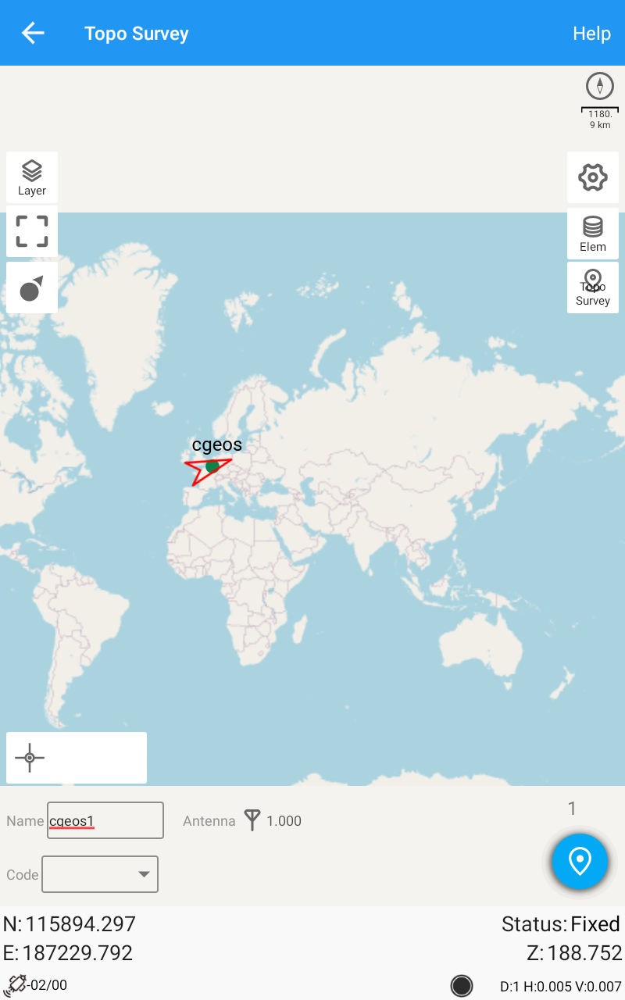 Topo Survey
Help
1180.
9 km
Layer
Elem
Topo
Survey
cgeos
1
Name cgeos1
Antenna 1.000
Code
N: 115894.297
Status: Fixed
E: 187229.792
Z: 188.752
-02/00
D:1 H:0.005 V:0.007